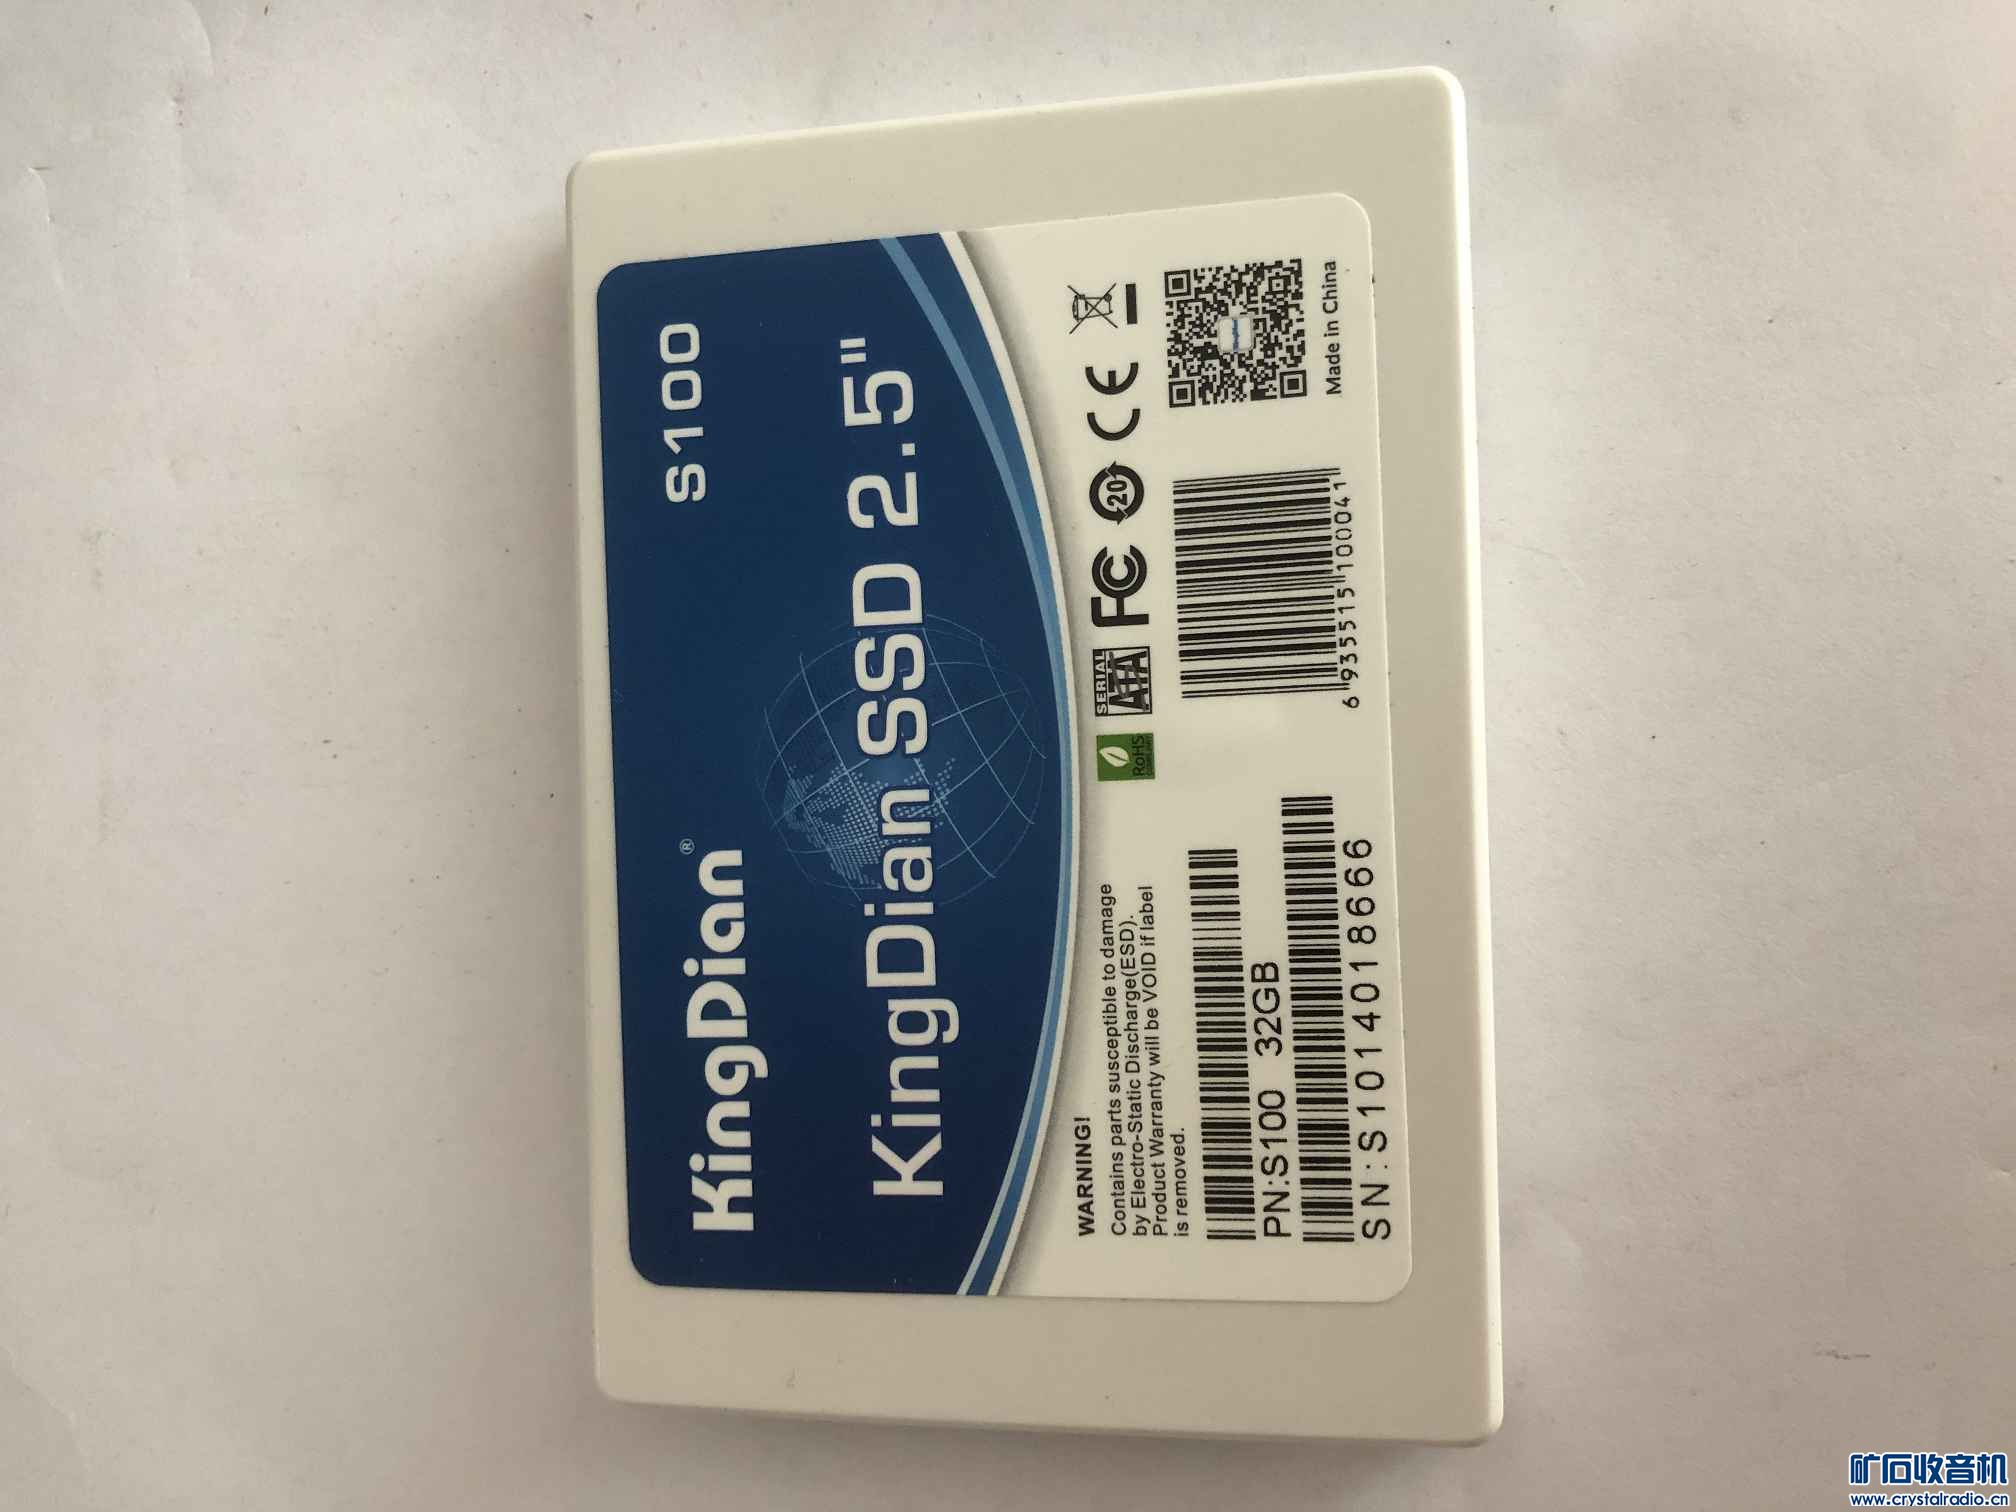 KingDian® S100
KingDian SSD 2.5"
WARNING!
Contains parts susceptible to damage
by Electro-Static Discharge(ESD).
Product Warranty will be VOID if label
is removed.
PN:S100 32GB
SN:S101401 8666
RoHS
SERIAL
ATA
FC
20
CE
6 935515 100041
Made in China
矿石收音机
www.crystalradio.cn